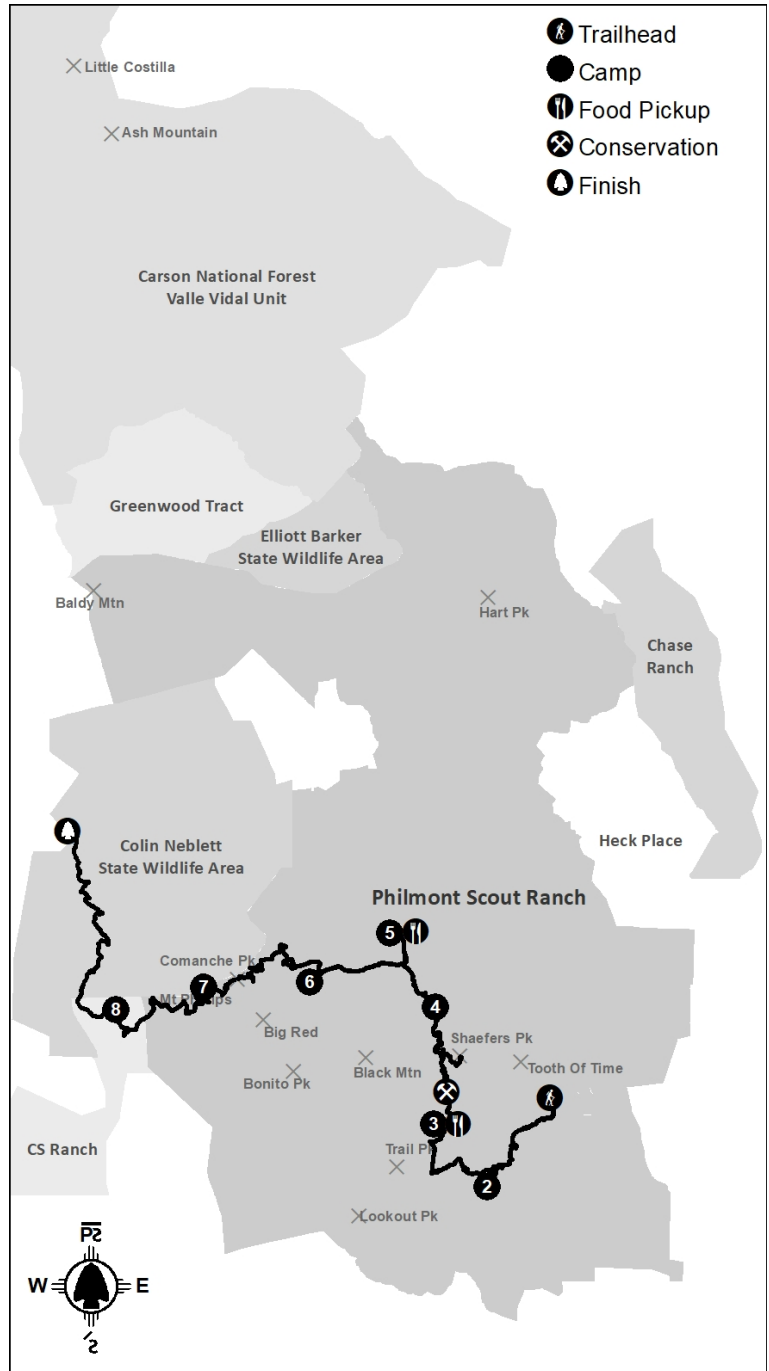 Trailhead
Camp
Food Pickup
Conservation
Finish
Little Costilla
Ash Mountain
Carson National Forest
Valle Vidal Unit
Greenwood Tract
Elliott Barker
State Wildlife Area
Baldy Mtn
Hart Pk
Chase
Ranch
Colin Neblett
State Wildlife Area
Heck Place
Philmont Scout Ranch
5
Comanche Pk
6
7
Mt Phillips
4
8
Big Red
Shaefers Pk
Black Mtn
Tooth Of Time
Bonito Pk
3
CS Ranch
Trail Pk
2
Lookout Pk
W
E